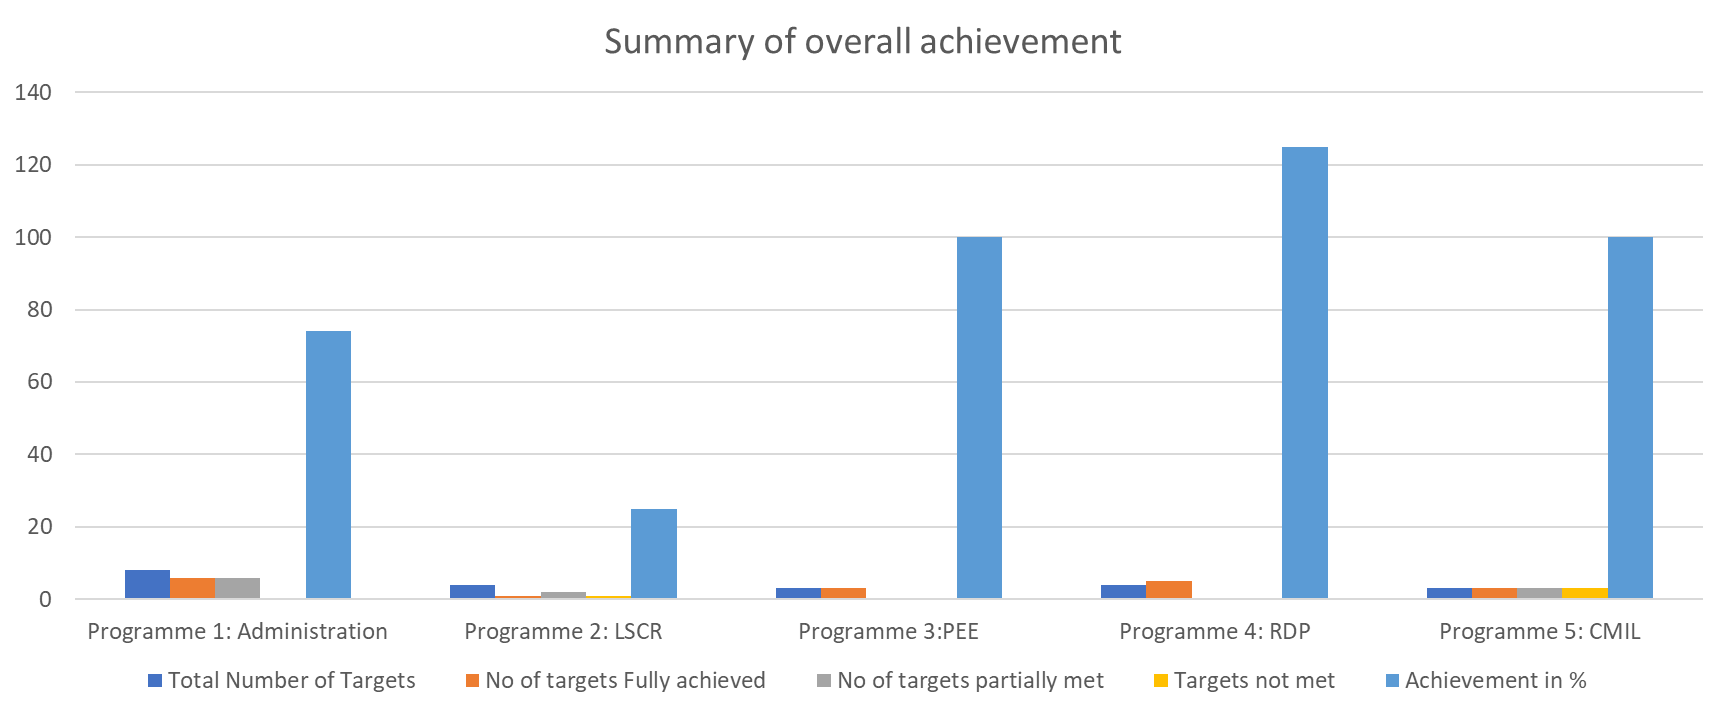 Summary of overall achievement
140
120
100
80
60
40
20
0
Programme 1: Administration Programme 2: LSCR Programme 3:PEE Programme 4: RDP Programme 5: CMIL
Total Number of Targets No of targets Fully achieved No of targets partially met Targets not met Achievement in %